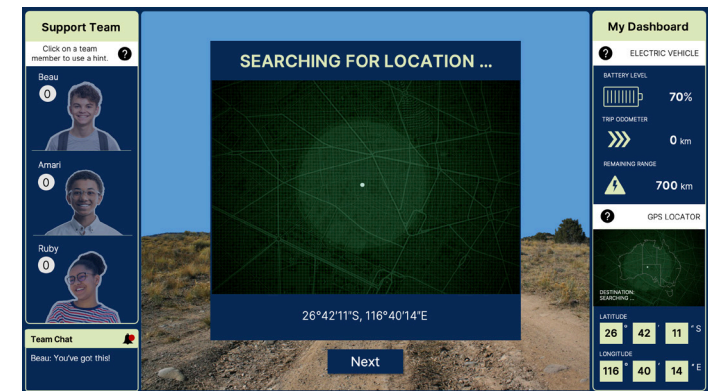 Support Team
Click on a team
member to use a hint.
?
Beau
0
Amari
0
Ruby
0
Team Chat
Beau: You've got this!
SEARCHING FOR LOCATION ...
26°42'11"S, 116°40'14"E
Next
My Dashboard
? ELECTRIC VEHICLE
BATTERY LEVEL
70%
TRIP ODOMETER
0 km
REMAINING RANGE
700 km
? GPS LOCATOR
DESTINATION:
SEARCHING ...
LATITUDE
26 ° 42 ' 11 " S
LONGITUDE
116 ° 40 ' 14 " E